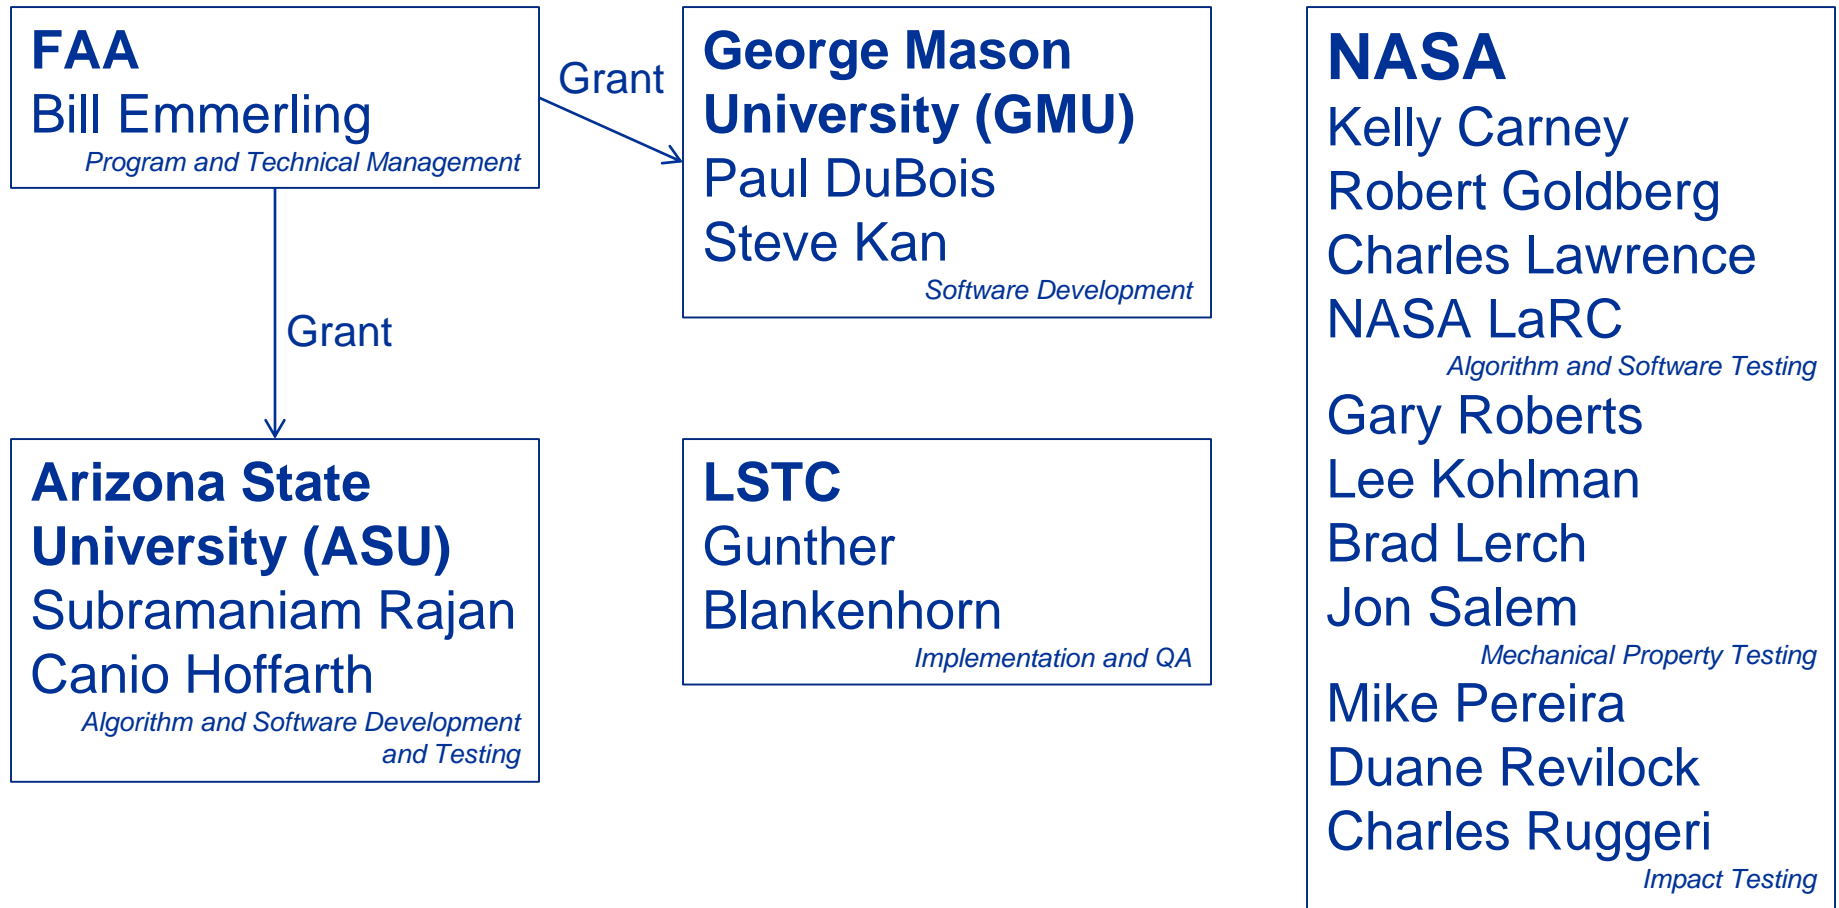 FAA
Bill Emmerling
Program and Technical Management
Grant
George Mason
University (GMU)
Paul DuBois
Steve Kan
Software Development
Grant
Arizona State
University (ASU)
Subramaniam Rajan
Canio Hoffarth
Algorithm and Software Development
and Testing
LSTC
Gunther
Blankenhorn
Implementation and QA
NASA
Kelly Carney
Robert Goldberg
Charles Lawrence
NASA LaRC
Algorithm and Software Testing
Gary Roberts
Lee Kohlman
Brad Lerch
Jon Salem
Mechanical Property Testing
Mike Pereira
Duane Revilock
Charles Ruggeri
Impact Testing